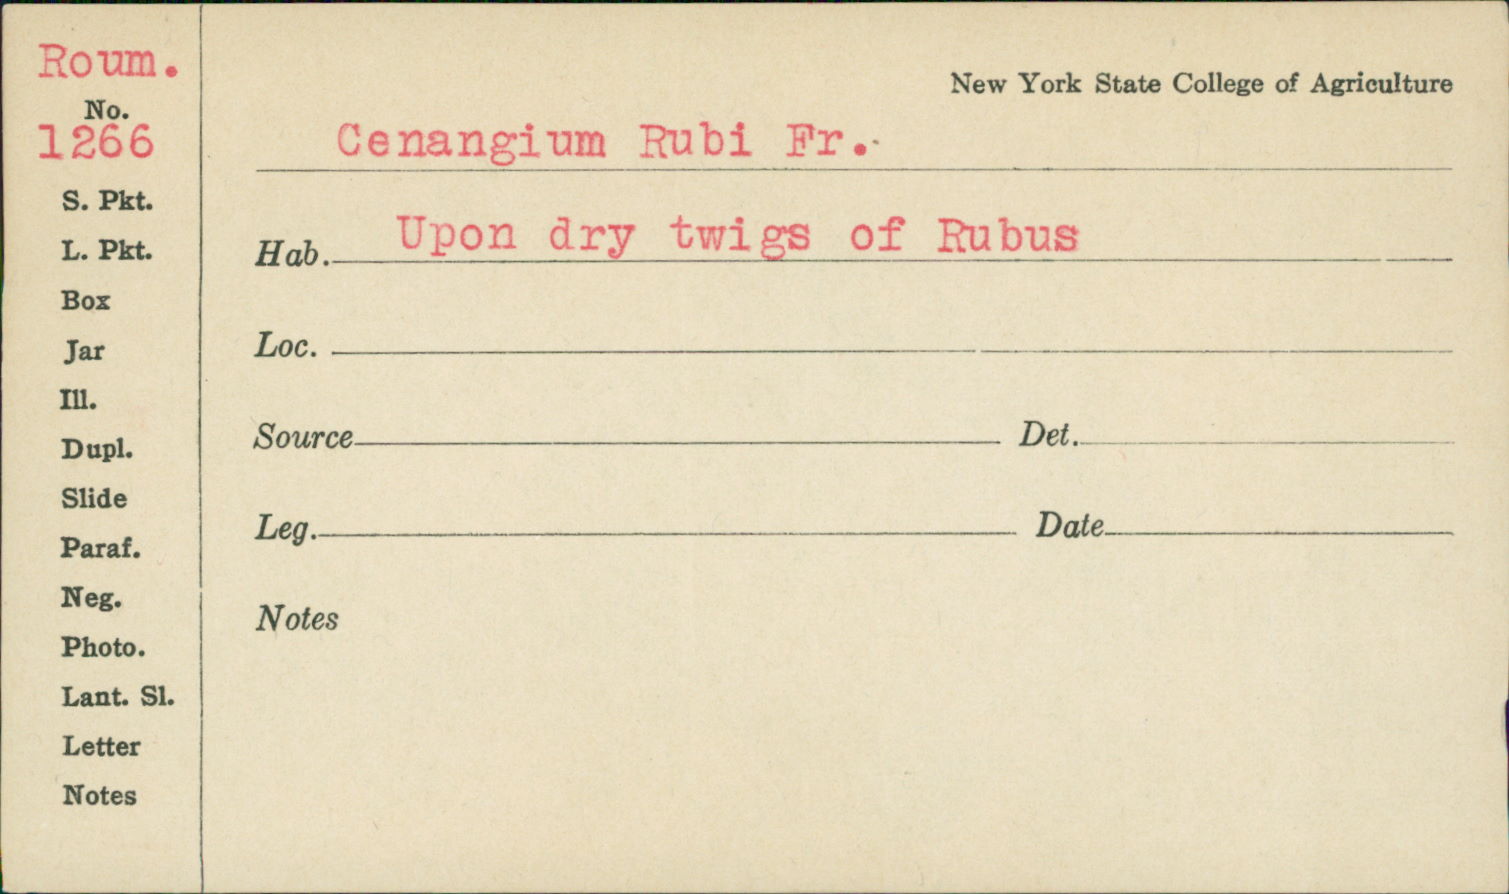 Roum.
No.
1266
S. Pkt.
L. Pkt.
Box
Jar
Ill.
Dupl.
Slide
Paraf.
Neg.
Photo.
Lant. Sl.
Letter
Notes
New York State College of Agriculture
Cenangium Rubi Fr.
Hab. Upon dry twigs of Rubus
Loc.
Source Det.
Leg. Date
Notes